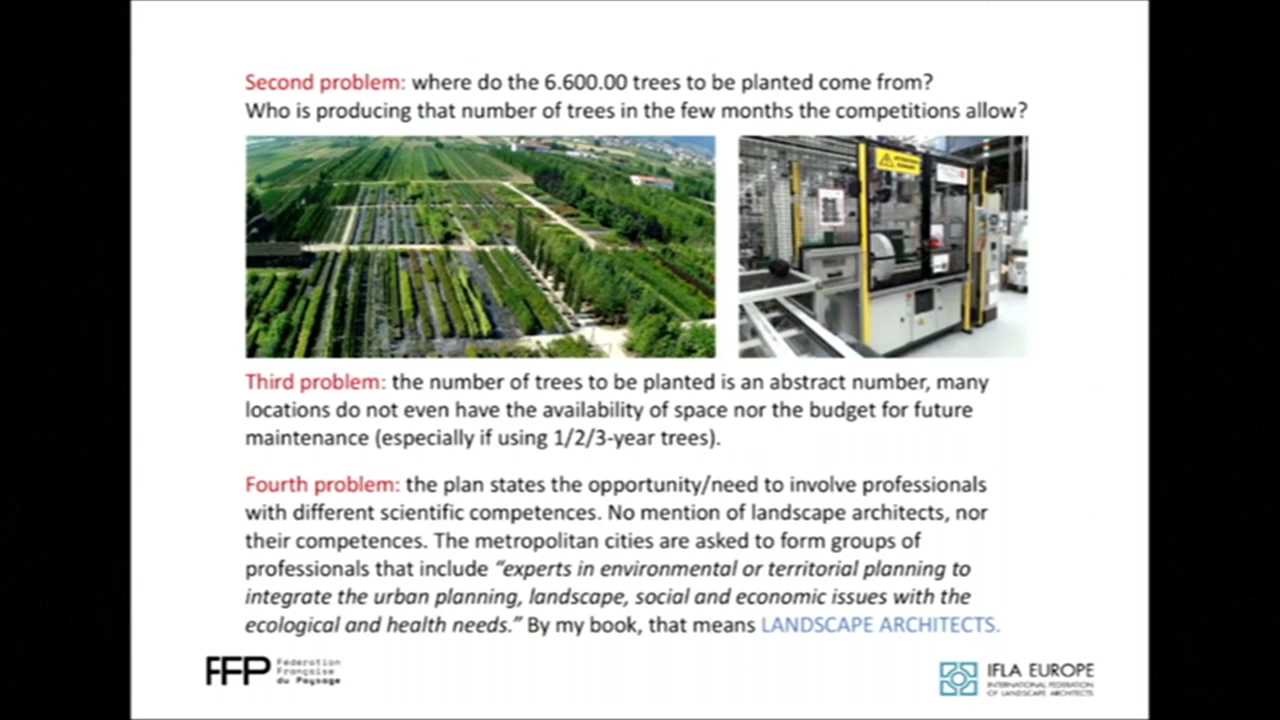 Second problem: where do the 6.600.00 trees to be planted come from?
Who is producing that number of trees in the few months the competitions allow?
Third problem: the number of trees to be planted is an abstract number, many
locations do not even have the availability of space nor the budget for future
maintenance (especially if using 1/2/3-year trees).
Fourth problem: the plan states the opportunity/need to involve professionals
with different scientific competences. No mention of landscape architects, nor
their competences. The metropolitan cities are asked to form groups of
professionals that include “experts in environmental or territorial planning to
integrate the urban planning, landscape, social and economic issues with the
ecological and health needs.” By my book, that means LANDSCAPE ARCHITECTS.
FFP
Fédération
Française
du Paysage
IFLA EUROPE
INTERNATIONAL FEDERATION
OF LANDSCAPE ARCHITECTS